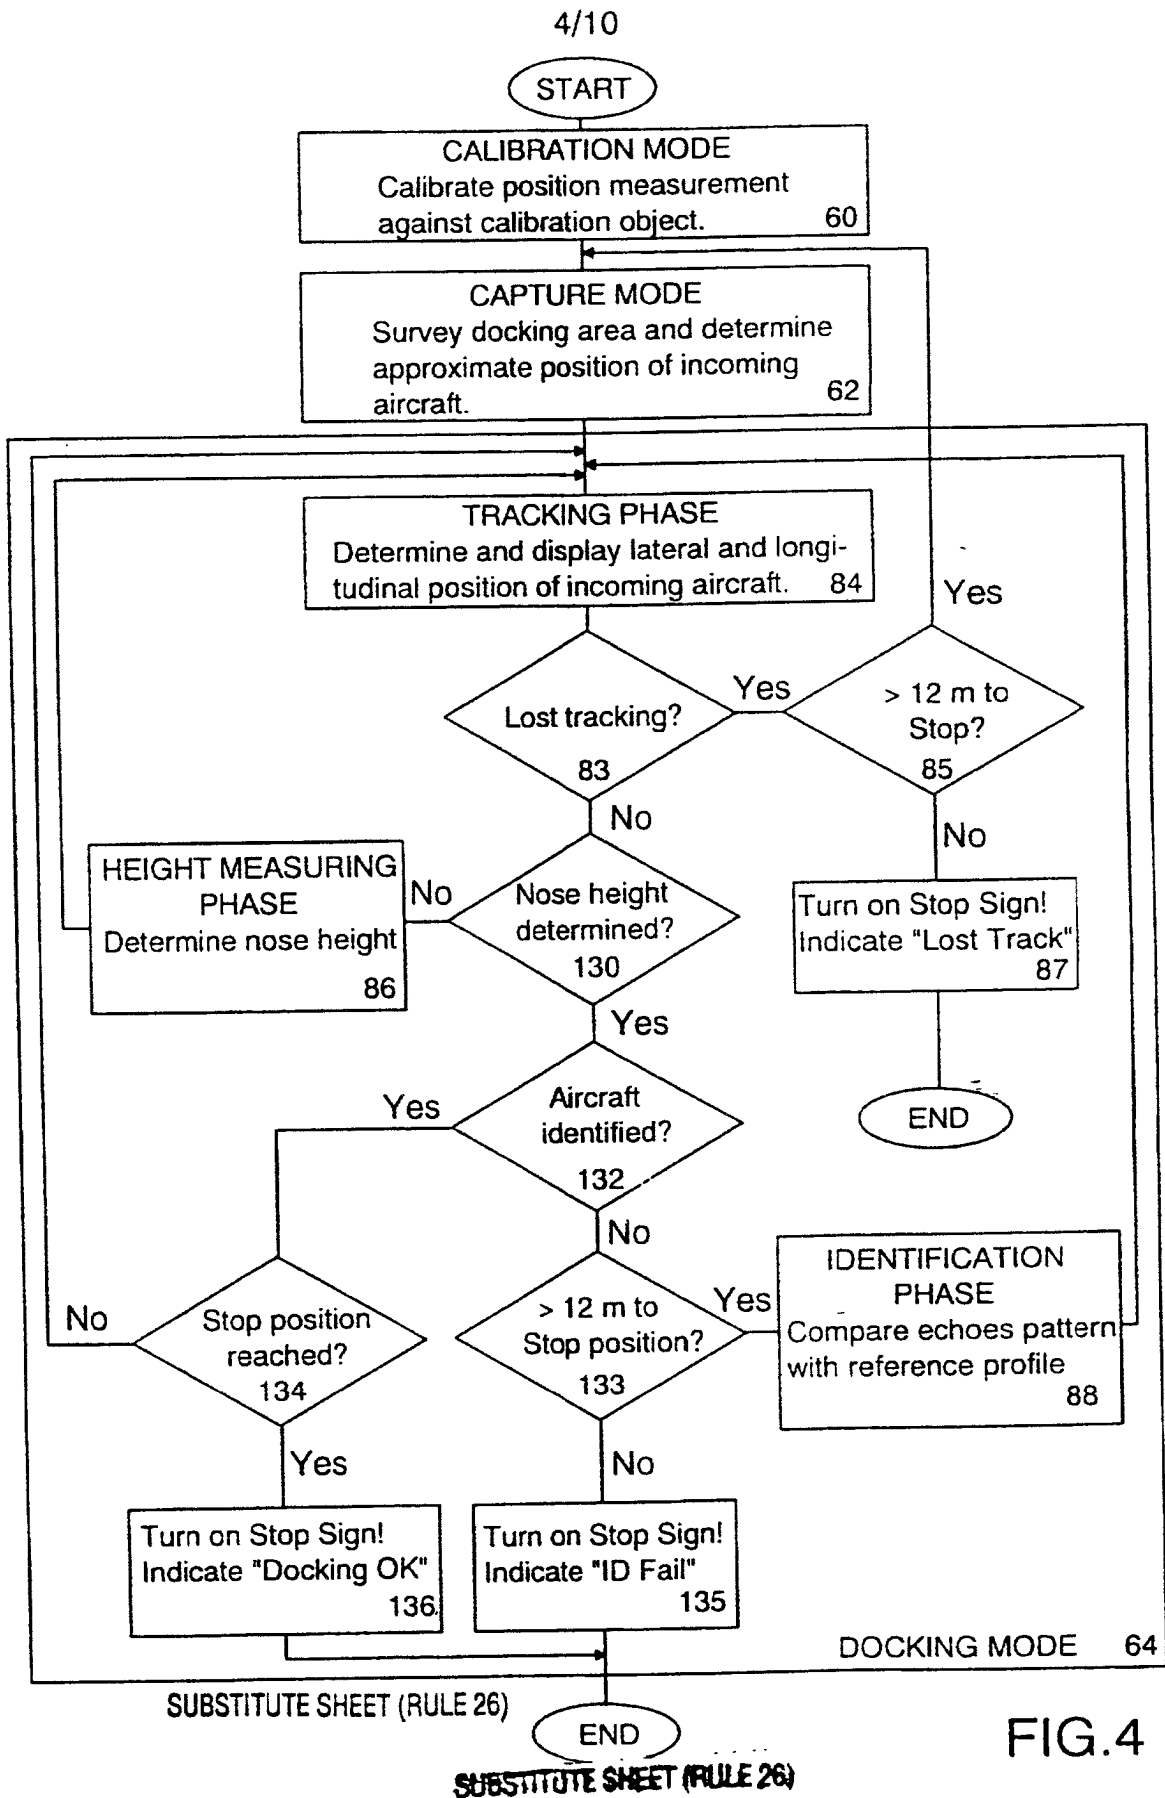 4/10
START
CALIBRATION MODE
Calibrate position measurement
against calibration object.
60
CAPTURE MODE
Survey docking area and determine
approximate position of incoming
aircraft.
62
TRACKING PHASE
Determine and display lateral and longi-
tudinal position of incoming aircraft. 84
Yes
Lost tracking?
83
Yes
> 12 m to
Stop?
85
No
No
HEIGHT MEASURING
PHASE
Determine nose height
86
No
Nose height
determined?
130
Turn on Stop Sign!
Indicate "Lost Track"
87
Yes
END
Yes
Aircraft
identified?
132
No
No
Stop position
reached?
134
> 12 m to
Stop position?
133
Yes
IDENTIFICATION
PHASE
Compare echoes pattern
with reference profile
88
Yes
No
Turn on Stop Sign!
Indicate "Docking OK"
136
Turn on Stop Sign!
Indicate "ID Fail"
135
DOCKING MODE 64
SUBSTITUTE SHEET (RULE 26)
END
FIG.4
SUBSTITUTE SHEET (RULE 26)